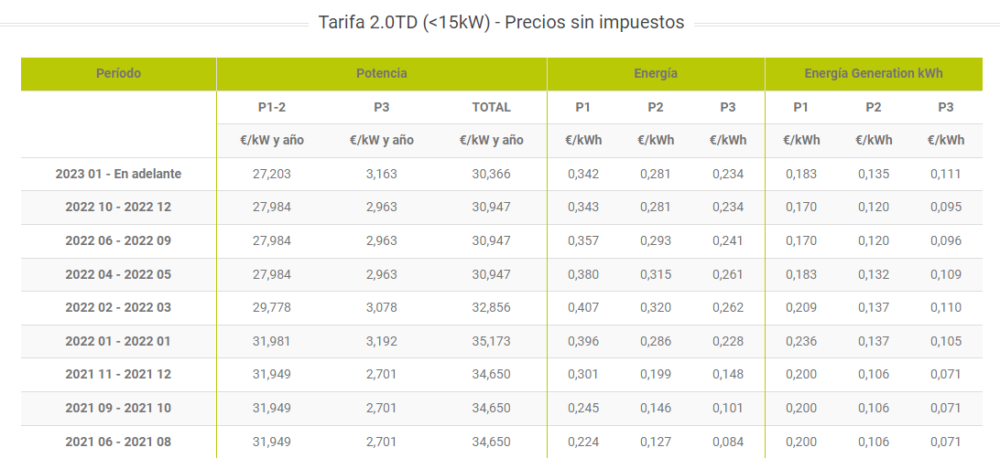 Tarifa 2.0TD (<15kW) - Precios sin impuestos
Período Potencia Energía Energía Generation kWh
P1-2 P3 TOTAL P1 P2 P3 P1 P2 P3
€/kW y año €/kW y año €/kW y año €/kWh €/kWh €/kWh €/kWh €/kWh €/kWh
2023 01 - En adelante 27,203 3,163 30,366 0,342 0,281 0,234 0,183 0,135 0,111
2022 10 - 2022 12 27,984 2,963 30,947 0,343 0,281 0,234 0,170 0,120 0,095
2022 06 - 2022 09 27,984 2,963 30,947 0,357 0,293 0,241 0,170 0,120 0,096
2022 04 - 2022 05 27,984 2,963 30,947 0,380 0,315 0,261 0,183 0,132 0,109
2022 02 - 2022 03 29,778 3,078 32,856 0,407 0,320 0,262 0,209 0,137 0,110
2022 01 - 2022 01 31,981 3,192 35,173 0,396 0,286 0,228 0,236 0,137 0,105
2021 11 - 2021 12 31,949 2,701 34,650 0,301 0,199 0,148 0,200 0,106 0,071
2021 09 - 2021 10 31,949 2,701 34,650 0,245 0,146 0,101 0,200 0,106 0,071
2021 06 - 2021 08 31,949 2,701 34,650 0,224 0,127 0,084 0,200 0,106 0,071